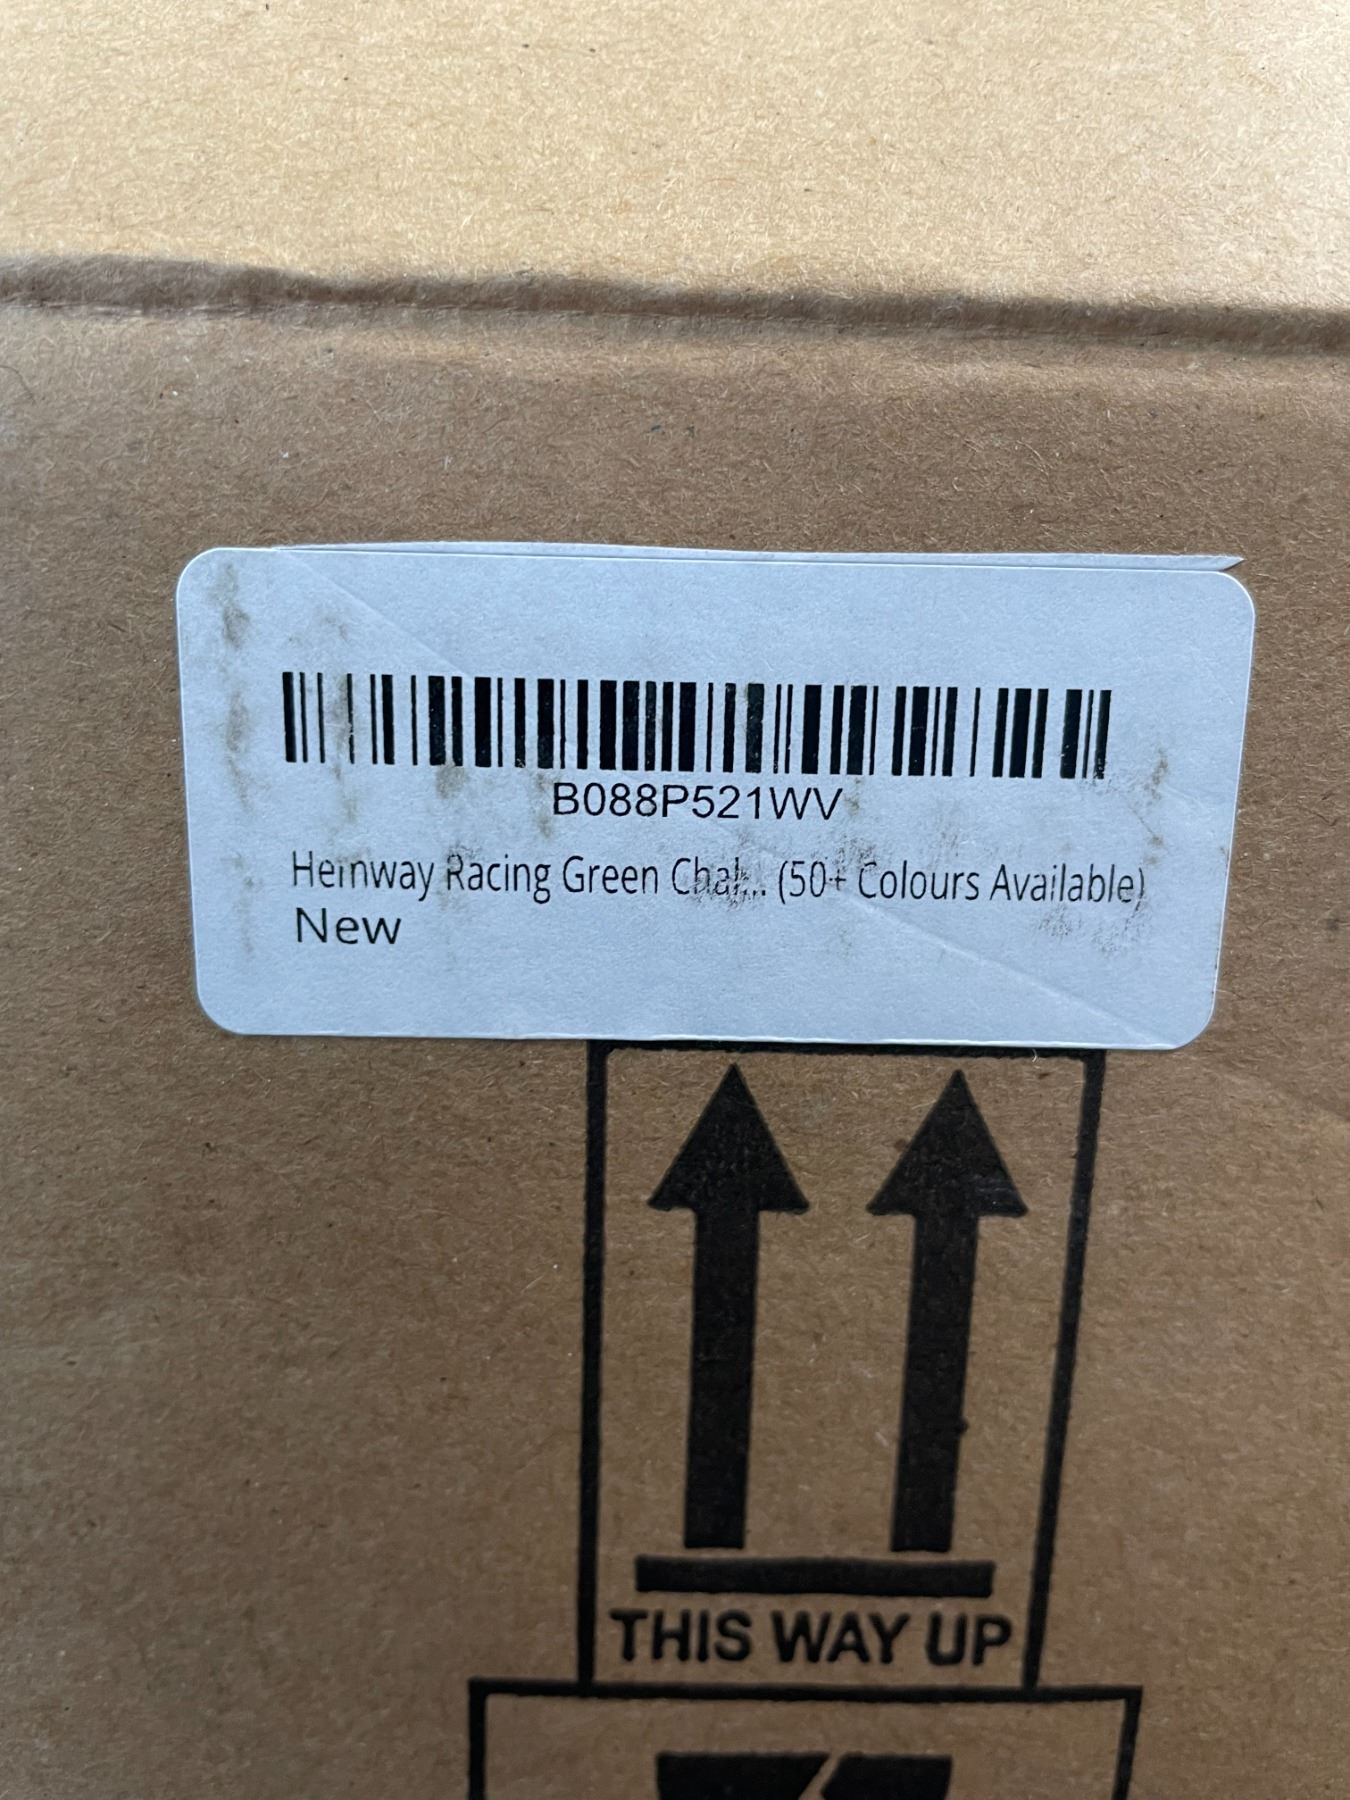 B088P521WV
Hemway Racing Green Chal... (50+ Colours Available)
New
THIS WAY UP